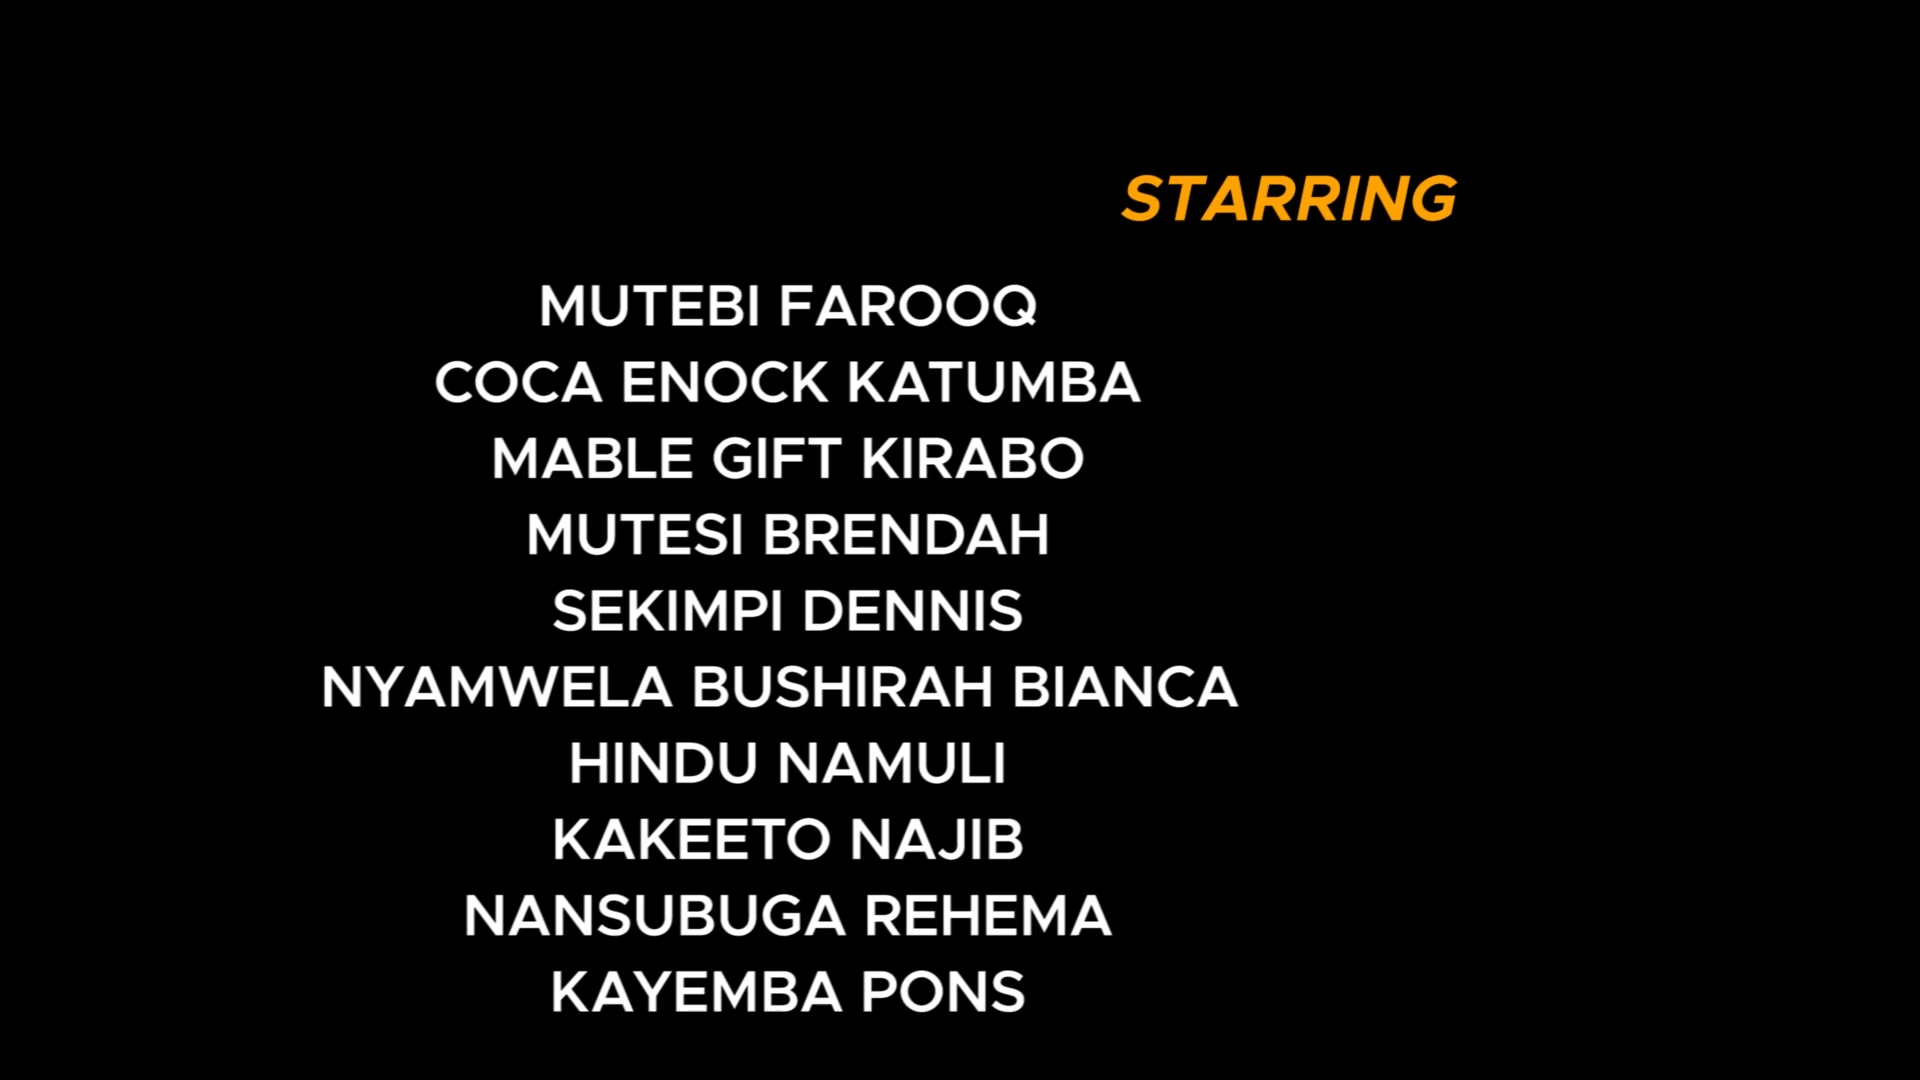 STARRING
MUTEBI FAROOQ
COCA ENOCK KATUMBA
MABLE GIFT KIRABO
MUTESI BRENDAH
SEKIMPI DENNIS
NYAMWELA BUSHIRAH BIANCA
HINDU NAMULI
KAKEETO NAJIB
NANSUBUGA REHEMA
KAYEMBA PONS